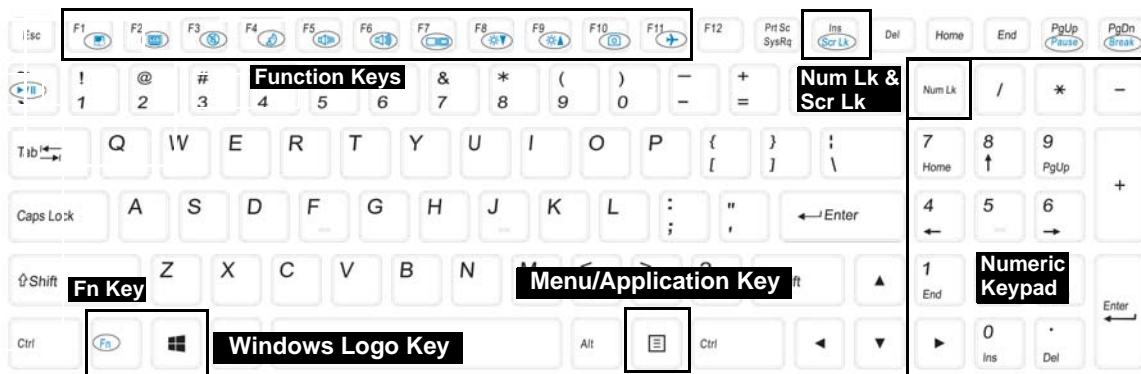 Esc F1 F2 F3 F4 F5 F6 F7 F8 F9 F10 F11 F12 Prt Sc Ins Del Home End PgUp PgDn
SysRq Scr Lk Pause Break
! @ # Function Keys & * ( ) — + Num Lk & Num Lk / * –
1 2 3 4 5 6 7 8 9 0 – = Scr Lk
Tab Q W E R T Y U I O P { } ¦ 7 8 9
[ ] \ Home ↑ PgUp
+
Caps Lock A S D F G H J K L : " Enter 4 5 6
; ' ← →
⇧Shift Fn Key Z X C V B N Menu/Application Key ▲ 1 Numeric
End Keypad Enter
Ctrl Fn Windows Logo Key Alt Ctrl ◄ ▼ ► 0 .
Ins Del